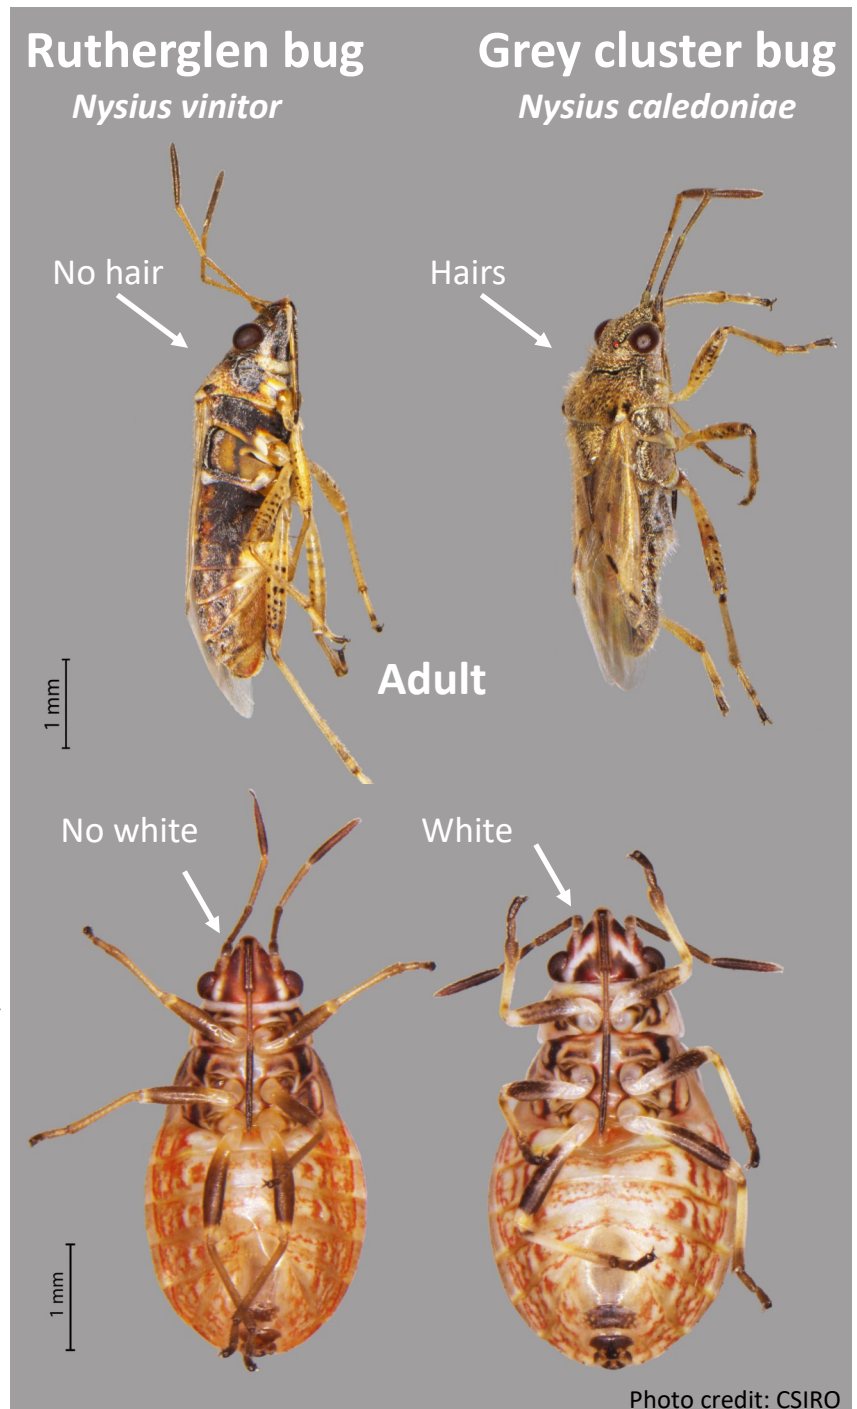 Rutherglen bug
Nysius vinitor
Grey cluster bug
Nysius caledoniae
No hair
Hairs
1 mm
Adult
No white
White
1 mm
Photo credit: CSIRO